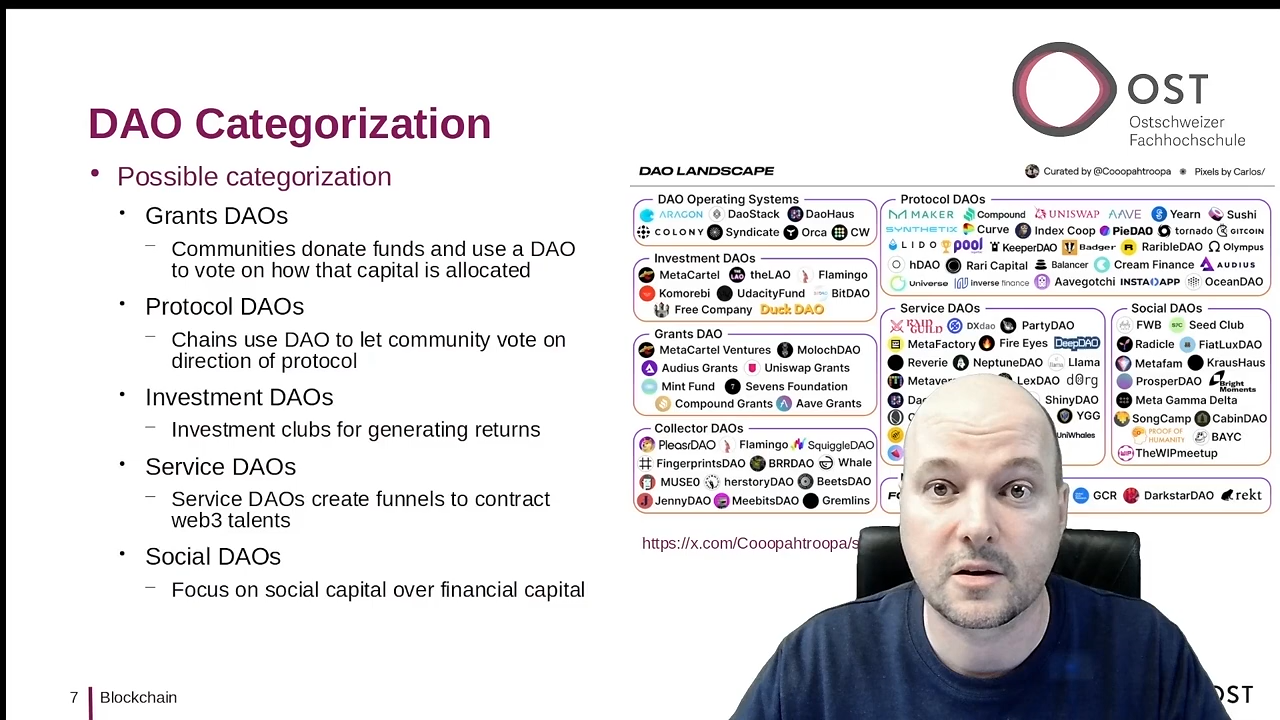 OST
Ostschweizer
Fachhochschule
DAO Categorization
• Possible categorization
• Grants DAOs
– Communities donate funds and use a DAO
to vote on how that capital is allocated
• Protocol DAOs
– Chains use DAO to let community vote on
direction of protocol
• Investment DAOs
– Investment clubs for generating returns
• Service DAOs
– Service DAOs create funnels to contract
web3 talents
• Social DAOs
– Focus on social capital over financial capital
DAO LANDSCAPE
Curated by @Cooopahtroopa ✺ Pixels by Carlos/
DAO Operating Systems
ARAGON DaoStack DaoHaus
COLONY Syndicate Orca CW
Investment DAOs
MetaCartel theLAO Flamingo
Komorebi UdacityFund BitDAO
Free Company Duck DAO
Grants DAO
MetaCartel Ventures MolochDAO
Audius Grants Uniswap Grants
Mint Fund Sevens Foundation
Compound Grants Aave Grants
Collector DAOs
PleasrDAO Flamingo SquiggleDAO
FingerprintsDAO BRRDAO Whale
MUSE0 herstoryDAO BeetsDAO
JennyDAO MeebitsDAO Gremlins
Protocol DAOs
MAKER Compound UNISWAP AAVE Yearn Sushi
SYNTHETIX Curve Index Coop PieDAO tornado GITCOIN
LIDO pool KeeperDAO Badger RaribleDAO Olympus
hDAO Rari Capital Balancer Cream Finance AUDIUS
Universe inverse finance Aavegotchi INSTADAPP OceanDAO
Service DAOs
RAID GUILD DXdao PartyDAO
MetaFactory Fire Eyes DeepDAO
Reverie NeptuneDAO Llama
LexDAO d0rg
ShinyDAO
YGG
UniWhales
Social DAOs
FWB Seed Club
Radicle FiatLuxDAO
Metafam KrausHaus
ProsperDAO Bright Moments
Meta Gamma Delta
SongCamp CabinDAO
PROOF OF HUMANITY BAYC
TheWIPmeetup
GCR DarkstarDAO rekt
https://x.com/Cooopahtroopa/s
7 Blockchain
OST